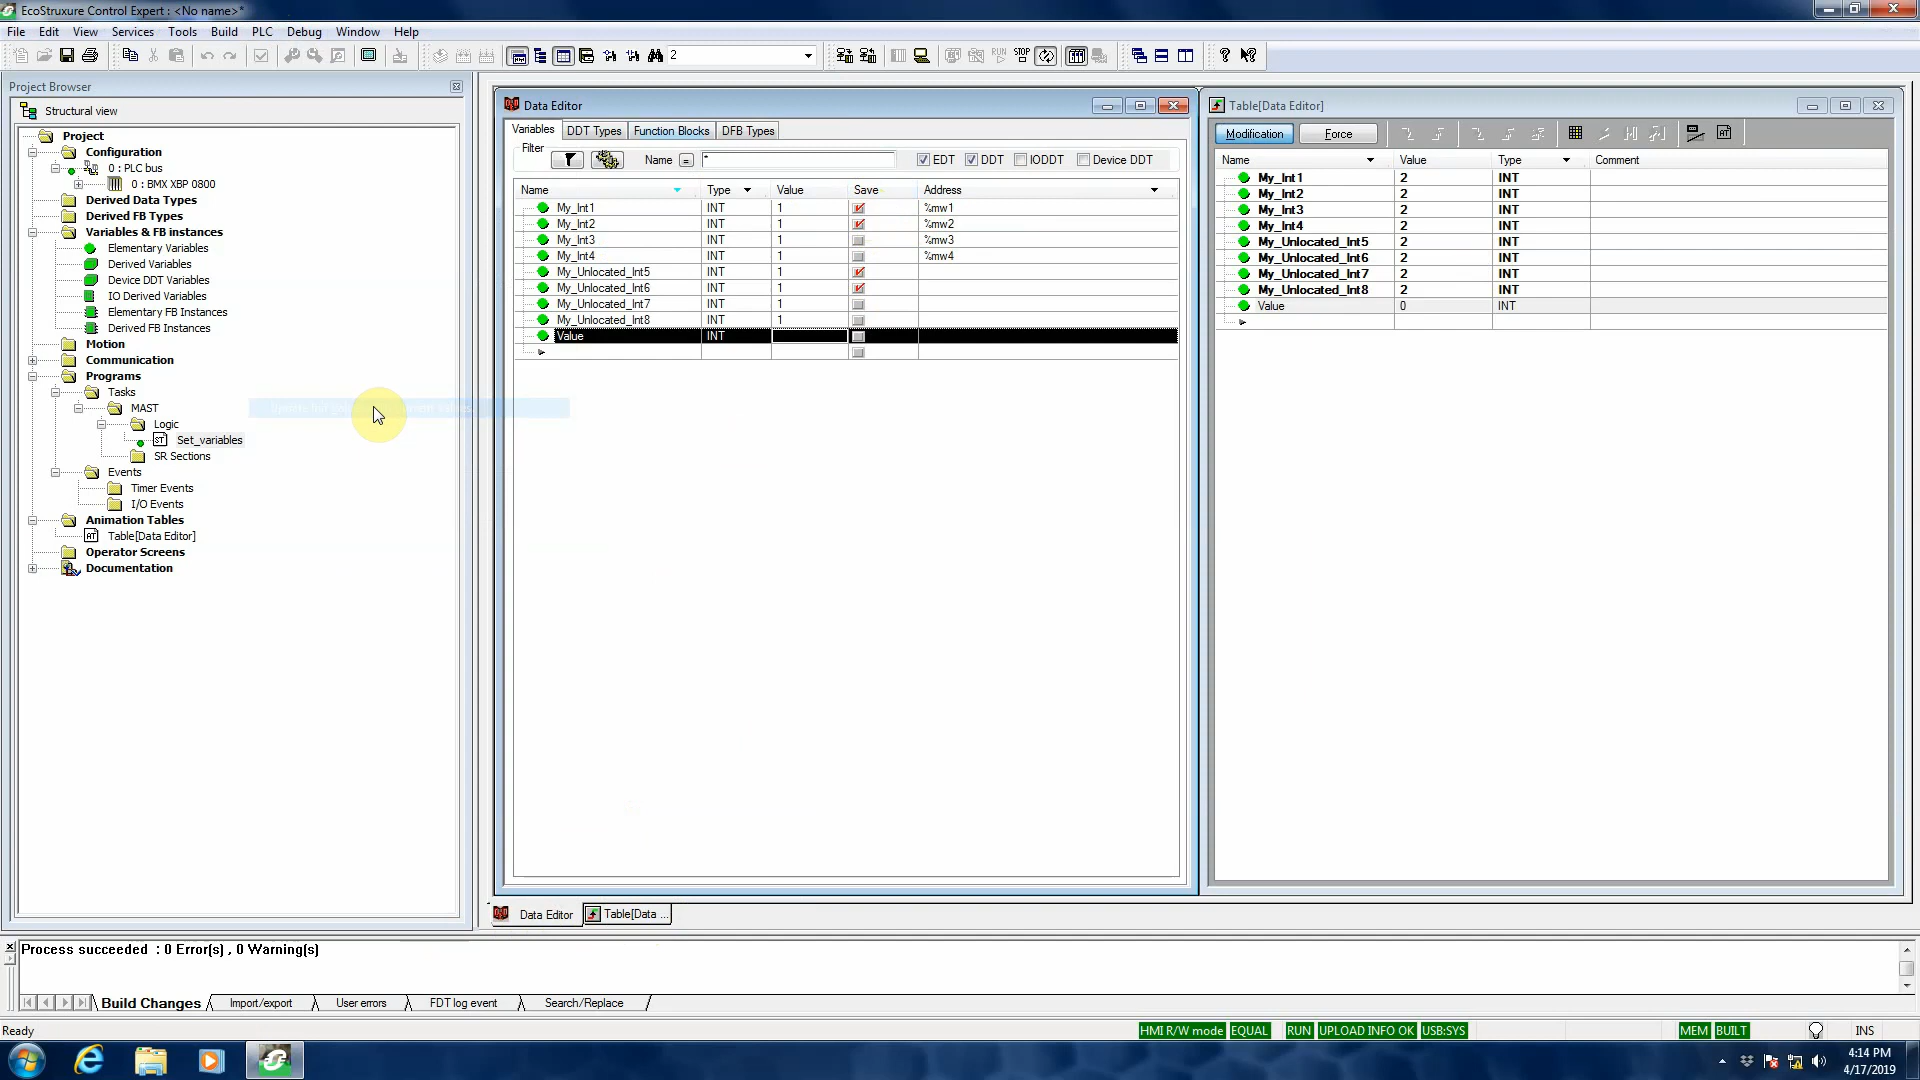 EcoStruxure Control Expert : <No name>*
File Edit View Services Tools Build PLC Debug Window Help
2
RUN STOP
Project Browser
Structural view
Project
Configuration
0 : PLC bus
0 : BMX XBP 0800
Derived Data Types
Derived FB Types
Variables & FB instances
Elementary Variables
Derived Variables
Device DDT Variables
IO Derived Variables
Elementary FB Instances
Derived FB Instances
Motion
Communication
Programs
Tasks
MAST
Logic
ST Set_variables
SR Sections
Events
Timer Events
I/O Events
Animation Tables
AT Table[Data Editor]
Operator Screens
Documentation
Data Editor
Variables DDT Types Function Blocks DFB Types
Filter
Name = * EDT DDT IODDT Device DDT
Name Type Value Save Address
My_Int1 INT 1 %mw1
My_Int2 INT 1 %mw2
My_Int3 INT 1 %mw3
My_Int4 INT 1 %mw4
My_Unlocated_Int5 INT 1
My_Unlocated_Int6 INT 1
My_Unlocated_Int7 INT 1
My_Unlocated_Int8 INT 1
Value INT
Table[Data Editor]
Modification Force
Name Value Type Comment
My_Int1 2 INT
My_Int2 2 INT
My_Int3 2 INT
My_Int4 2 INT
My_Unlocated_Int5 2 INT
My_Unlocated_Int6 2 INT
My_Unlocated_Int7 2 INT
My_Unlocated_Int8 2 INT
Value 0 INT
Data Editor Table[Data ...
Process succeeded : 0 Error(s) , 0 Warning(s)
Build Changes Import/export User errors FDT log event Search/Replace
Ready HMI R/W mode EQUAL RUN UPLOAD INFO OK USB:SYS MEM BUILT INS
4:14 PM
4/17/2019